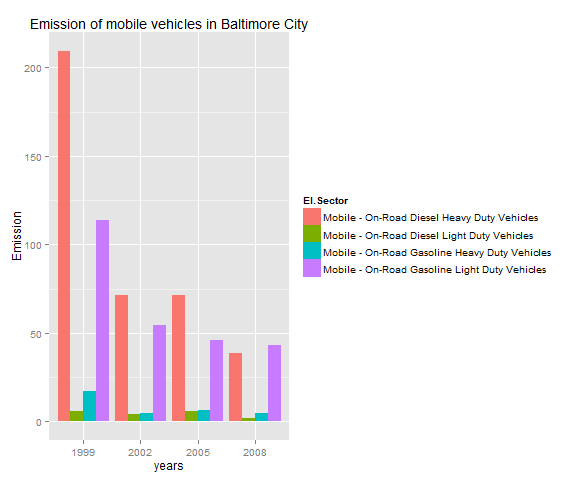 Emission of mobile vehicles in Baltimore City
Emission
200
150
100
50
0
1999 2002 2005 2008
years
EI.Sector
Mobile - On-Road Diesel Heavy Duty Vehicles
Mobile - On-Road Diesel Light Duty Vehicles
Mobile - On-Road Gasoline Heavy Duty Vehicles
Mobile - On-Road Gasoline Light Duty Vehicles